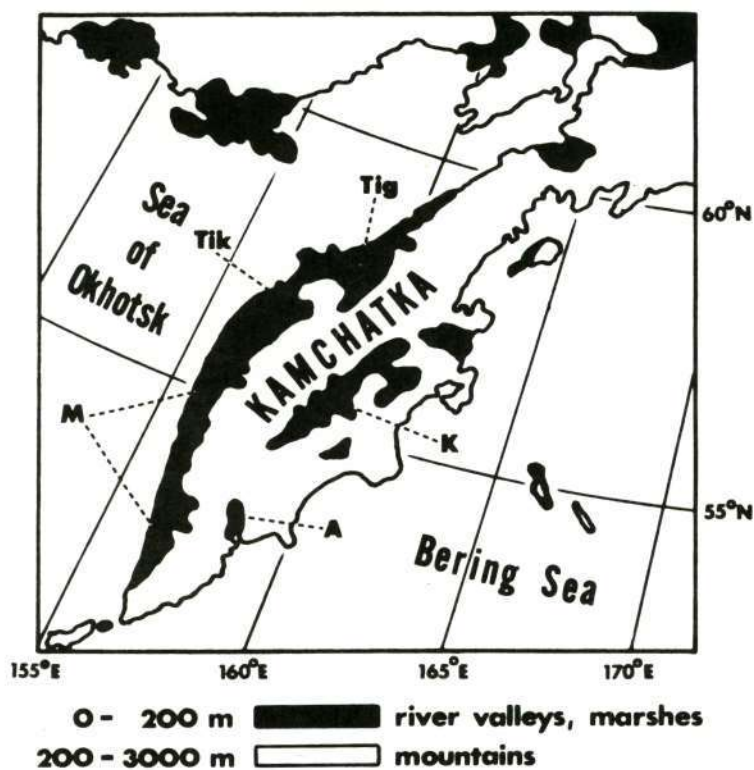 Tig
Sea
of
Okhotsk
Tik
60°N
KAMCHATKA
M
K
A
55°N
Bering Sea
155°E 160°E 165°E 170°E
0 - 200 m river valleys, marshes
200 - 3000 m mountains